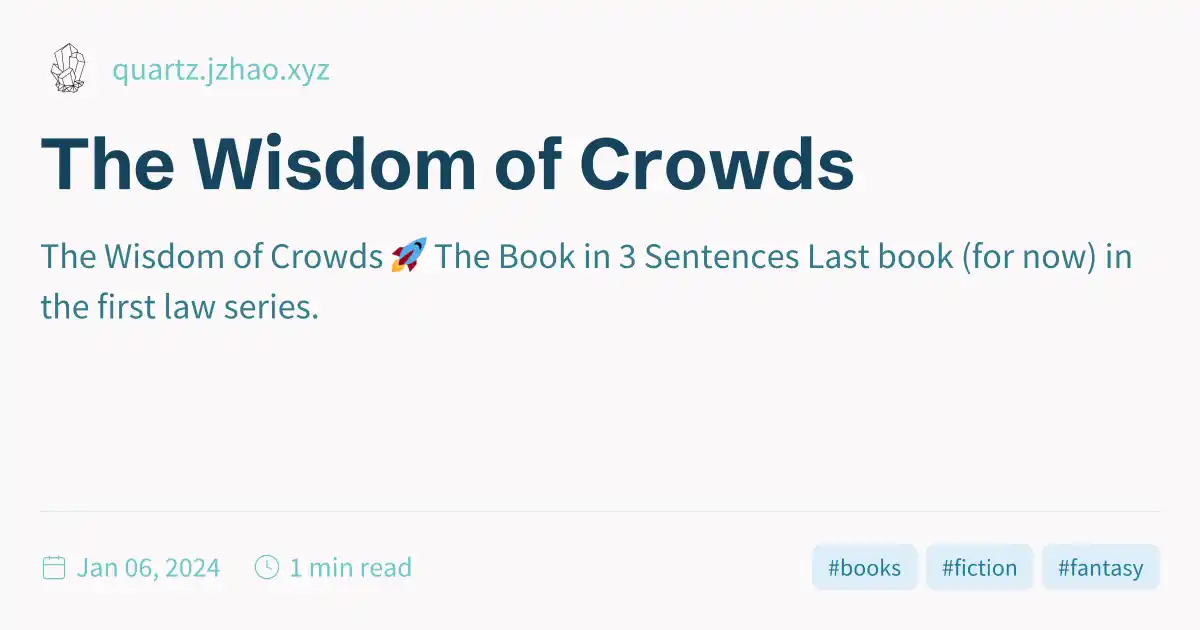 quartz.jzhao.xyz
The Wisdom of Crowds
The Wisdom of Crowds 🚀 The Book in 3 Sentences Last book (for now) in
the first law series.
Jan 06, 2024 1 min read #books #fiction #fantasy